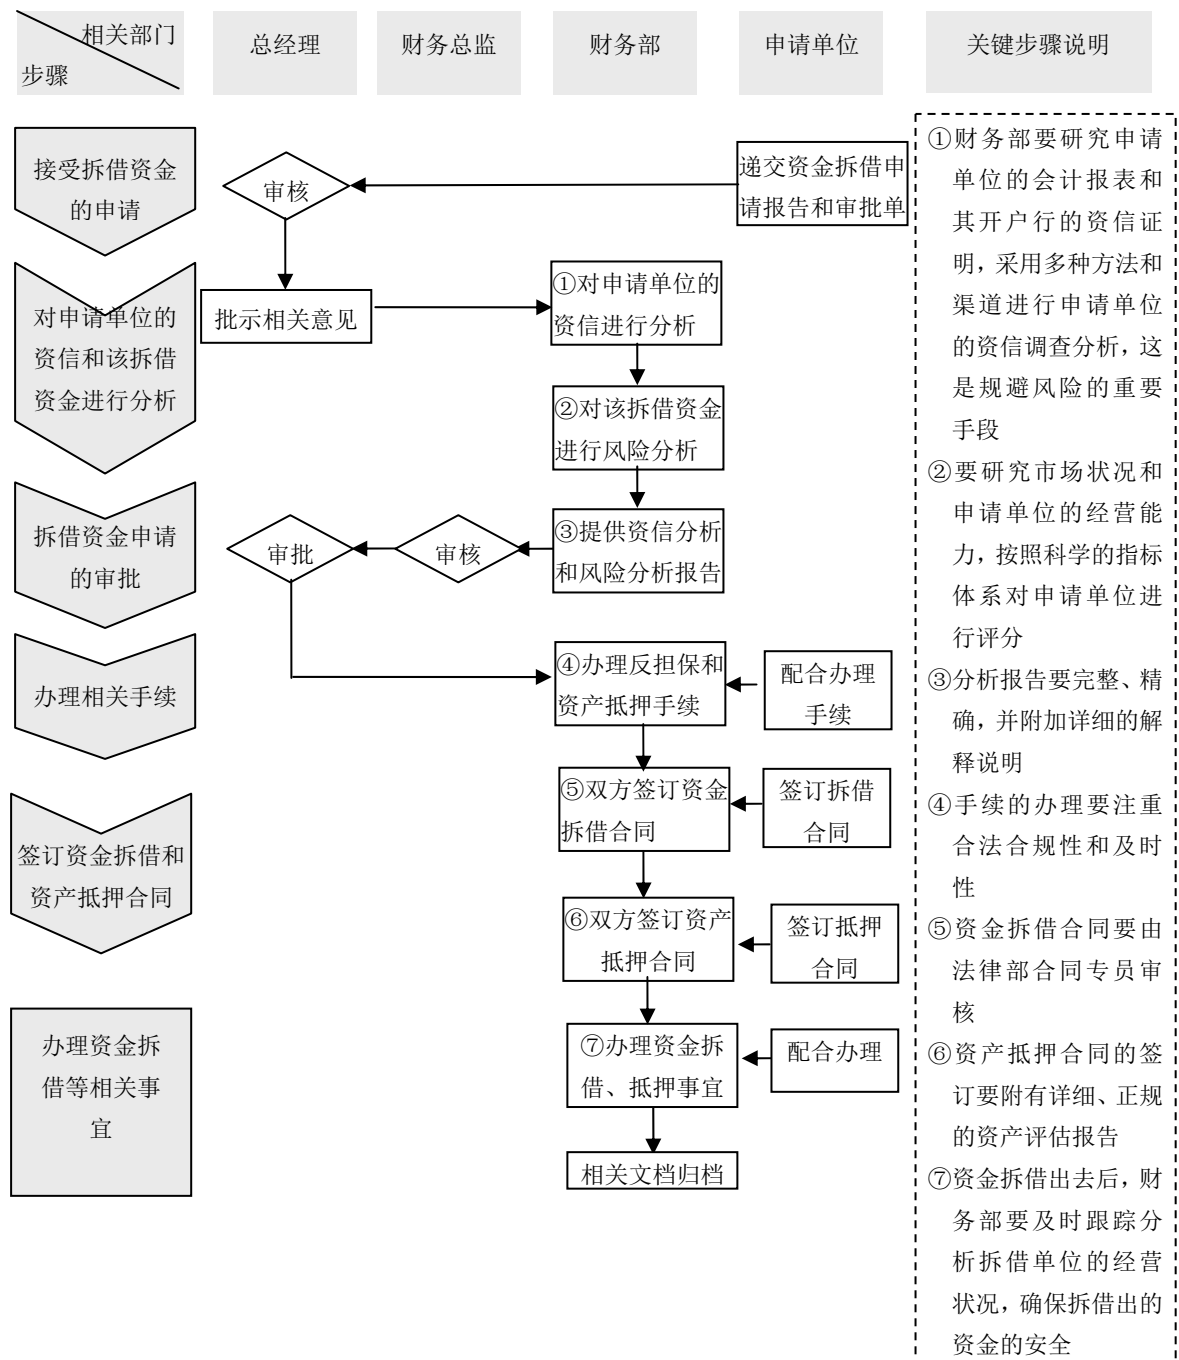 相关部门
步骤
总经理
财务总监
财务部
申请单位
关键步骤说明
接受拆借资金
的申请
审核
递交资金拆借申
请报告和审批单
对申请单位的
资信和该拆借
资金进行分析
批示相关意见
①对申请单位的
资信进行分析
②对该拆借资金
进行风险分析
拆借资金申请
的审批
审批
审核
③提供资信分析
和风险分析报告
办理相关手续
④办理反担保和
资产抵押手续
配合办理
手续
签订资金拆借和
资产抵押合同
⑤双方签订资金
拆借合同
签订拆借
合同
⑥双方签订资产
抵押合同
签订抵押
合同
办理资金拆
借等相关事
宜
⑦办理资金拆
借、抵押事宜
配合办理
相关文档归档
①财务部要研究申请
单位的会计报表和
其开户行的资信证
明，采用多种方法和
渠道进行申请单位
的资信调查分析，这
是规避风险的重要
手段
②要研究市场状况和
申请单位的经营能
力，按照科学的指标
体系对申请单位进
行评分
③分析报告要完整、精
确，并附加详细的解
释说明
④手续的办理要注重
合法合规性和及时
性
⑤资金拆借合同要由
法律部合同专员审
核
⑥资产抵押合同的签
订要附有详细、正规
的资产评估报告
⑦资金拆借出去后，财
务部要及时跟踪分
析拆借单位的经营
状况，确保拆借出的
资金的安全